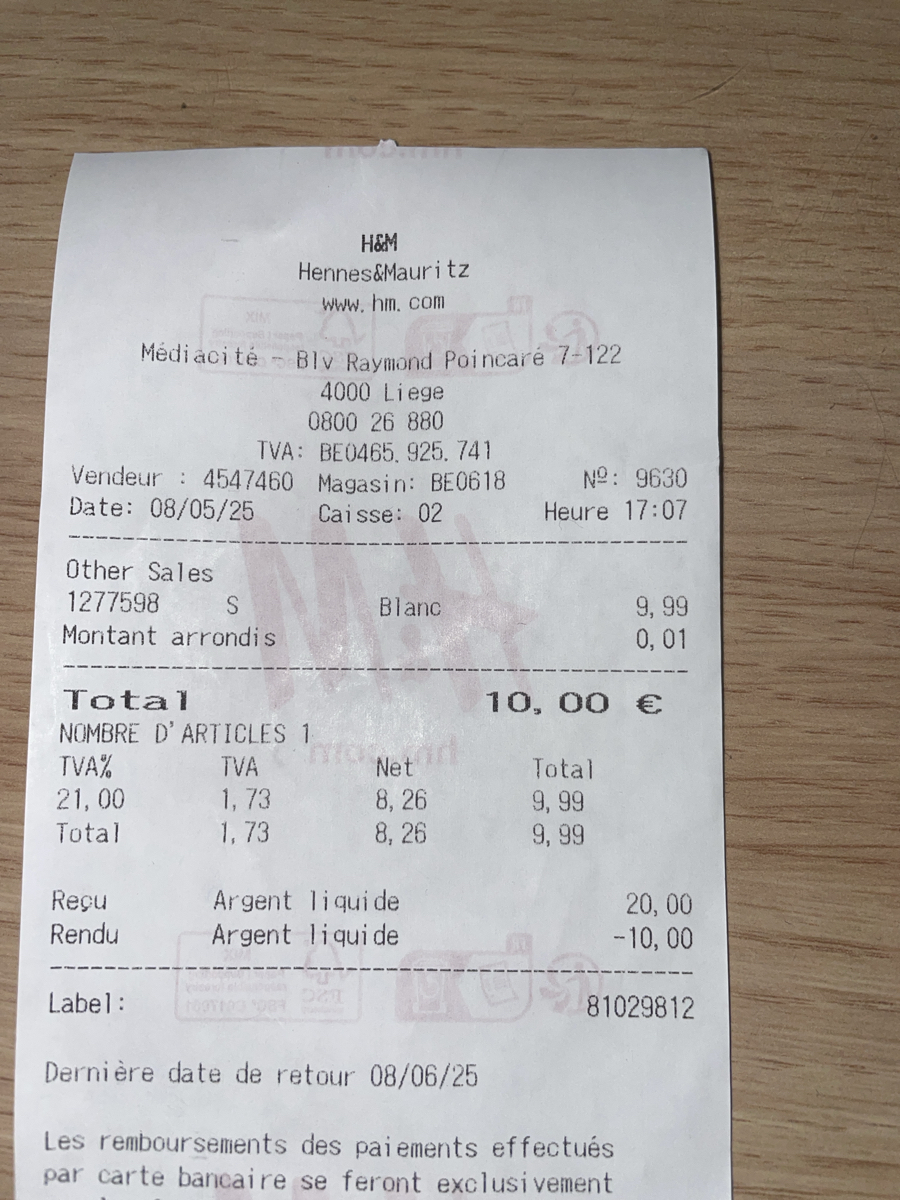 H&M
Hennes&Mauritz
www.hm.com
Médiacité - Blv Raymond Poincaré 7-122
4000 Liege
0800 26 880
TVA: BE0465.925.741
Vendeur : 4547460 Magasin: BE0618 Nº: 9630
Date: 08/05/25 Caisse: 02 Heure 17:07
Other Sales
1277598 S Blanc 9,99
Montant arrondis 0,01
Total 10,00 €
NOMBRE D'ARTICLES 1
TVA% TVA Net Total
21,00 1,73 8,26 9,99
Total 1,73 8,26 9,99
Reçu Argent liquide 20,00
Rendu Argent liquide -10,00
Label: 81029812
Dernière date de retour 08/06/25
Les remboursements des paiements effectués
par carte bancaire se feront exclusivement